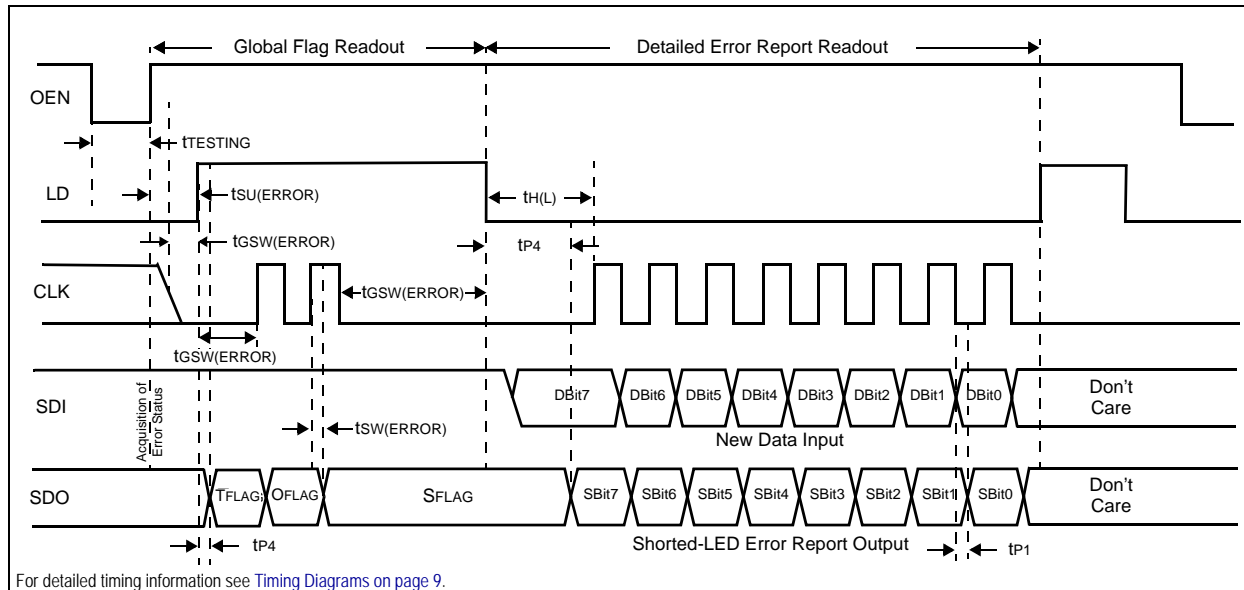 Global Flag Readout
Detailed Error Report Readout
OEN
tTESTING
LD
tSU(ERROR)
tH(L)
tGSW(ERROR)
tP4
CLK
tGSW(ERROR)
tGSW(ERROR)
SDI
Acquisition of
Error Status
DBit7 DBit6 DBit5 DBit4 DBit3 DBit2 DBit1 DBit0
Don't
Care
New Data Input
tSW(ERROR)
SDO
TFLAG OFLAG SFLAG SBit7 SBit6 SBit5 SBit4 SBit3 SBit2 SBit1 SBit0
Don't
Care
tP4
Shorted-LED Error Report Output
tP1
For detailed timing information see Timing Diagrams on page 9.